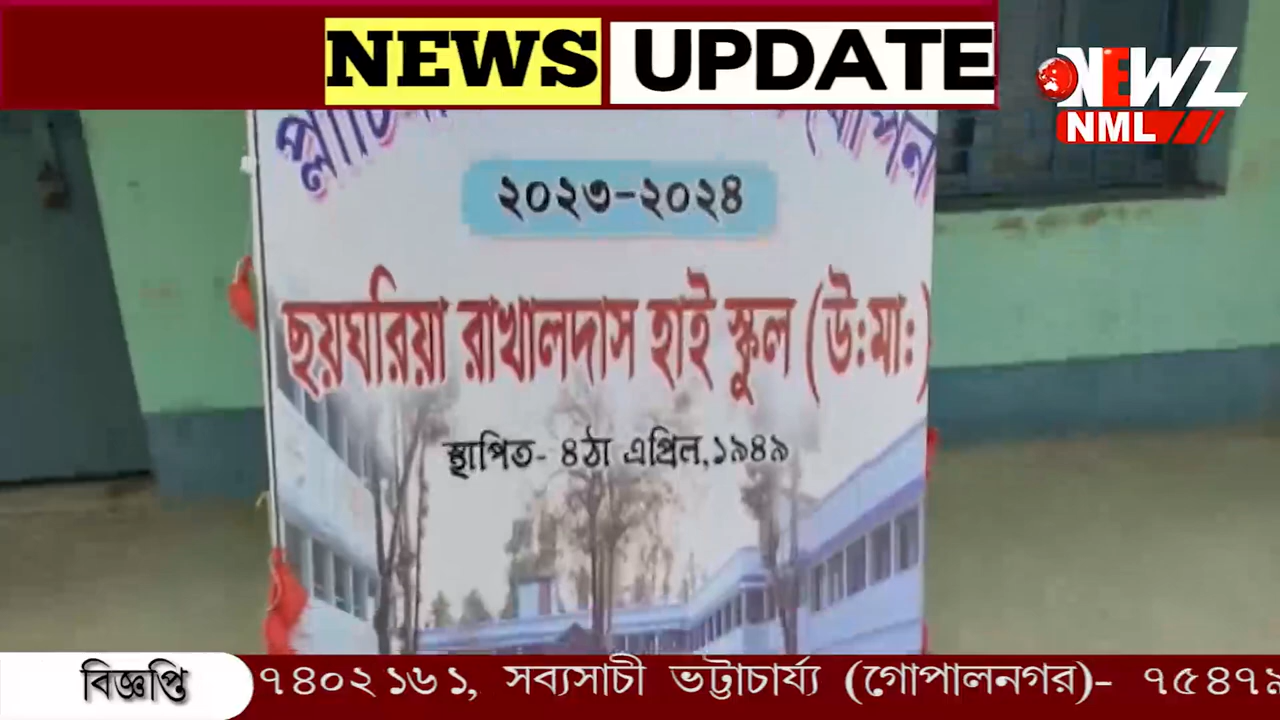 NEWS UPDATE
NEWZ
NML
২০২৩-২০২৪
ছয়ঘরিয়া রাখালদাস হাই স্কুল (উঃমাঃ)
স্থাপিত- ৪ঠা এপ্রিল,১৯৪৯
বিজ্ঞপ্তি
৭৪০২১৬১, সব্যসাচী ভট্টাচার্য্য (গোপালনগর)- ৭৫৪৭৯